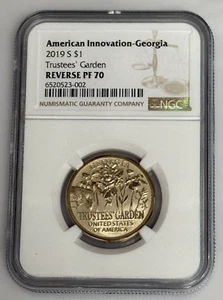 American Innovation-Georgia
2019 S $1
Trustees' Garden
REVERSE PF 70
6520523-002
NUMISMATIC GUARANTY COMPANY
NGC
TRUSTEES' GARDEN
UNITED STATES
OF
AMERICA